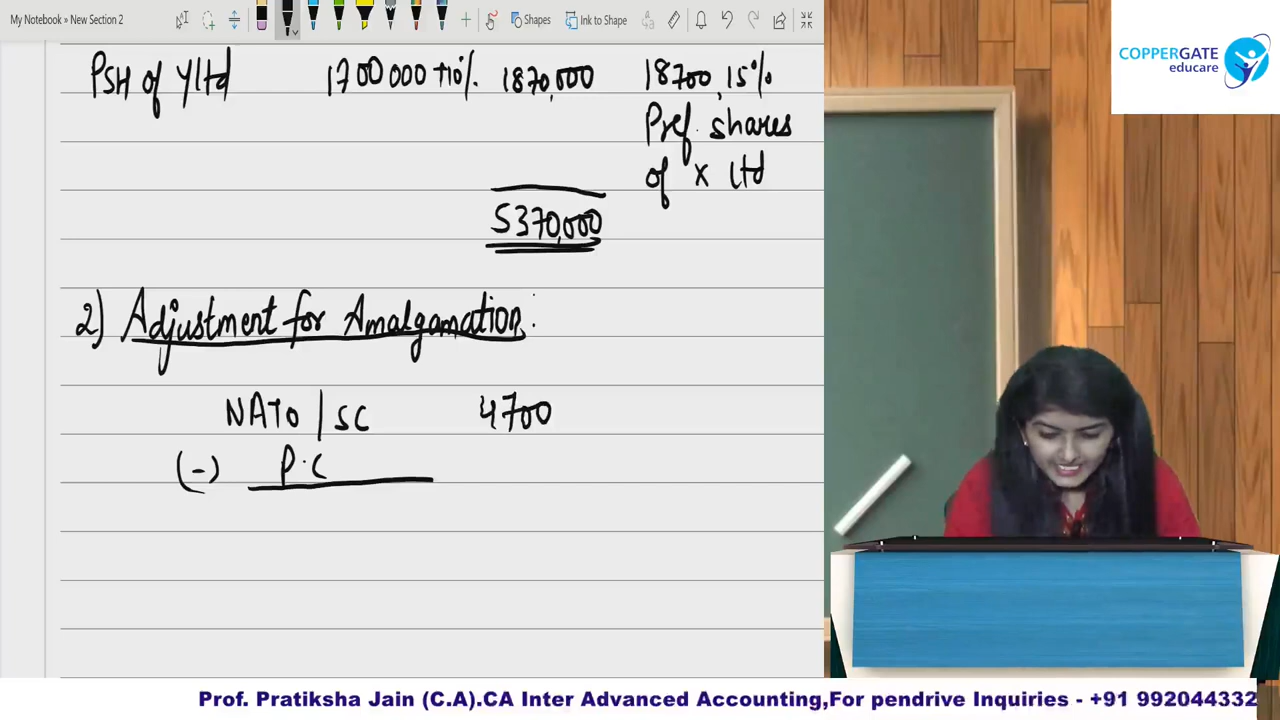 My Notebook » New Section 2
Shapes
Ink to Shape
COPPERGATE
educare
PSH of Y Ltd 1700000 +10% 1870,000 18700, 15%
Pref. shares
of X Ltd
5370,000
2) Adjustment for Amalgamation:
NATO / SC 4700
(-) P.C
Prof. Pratiksha Jain (C.A).CA Inter Advanced Accounting,For pendrive Inquiries - +91 992044332